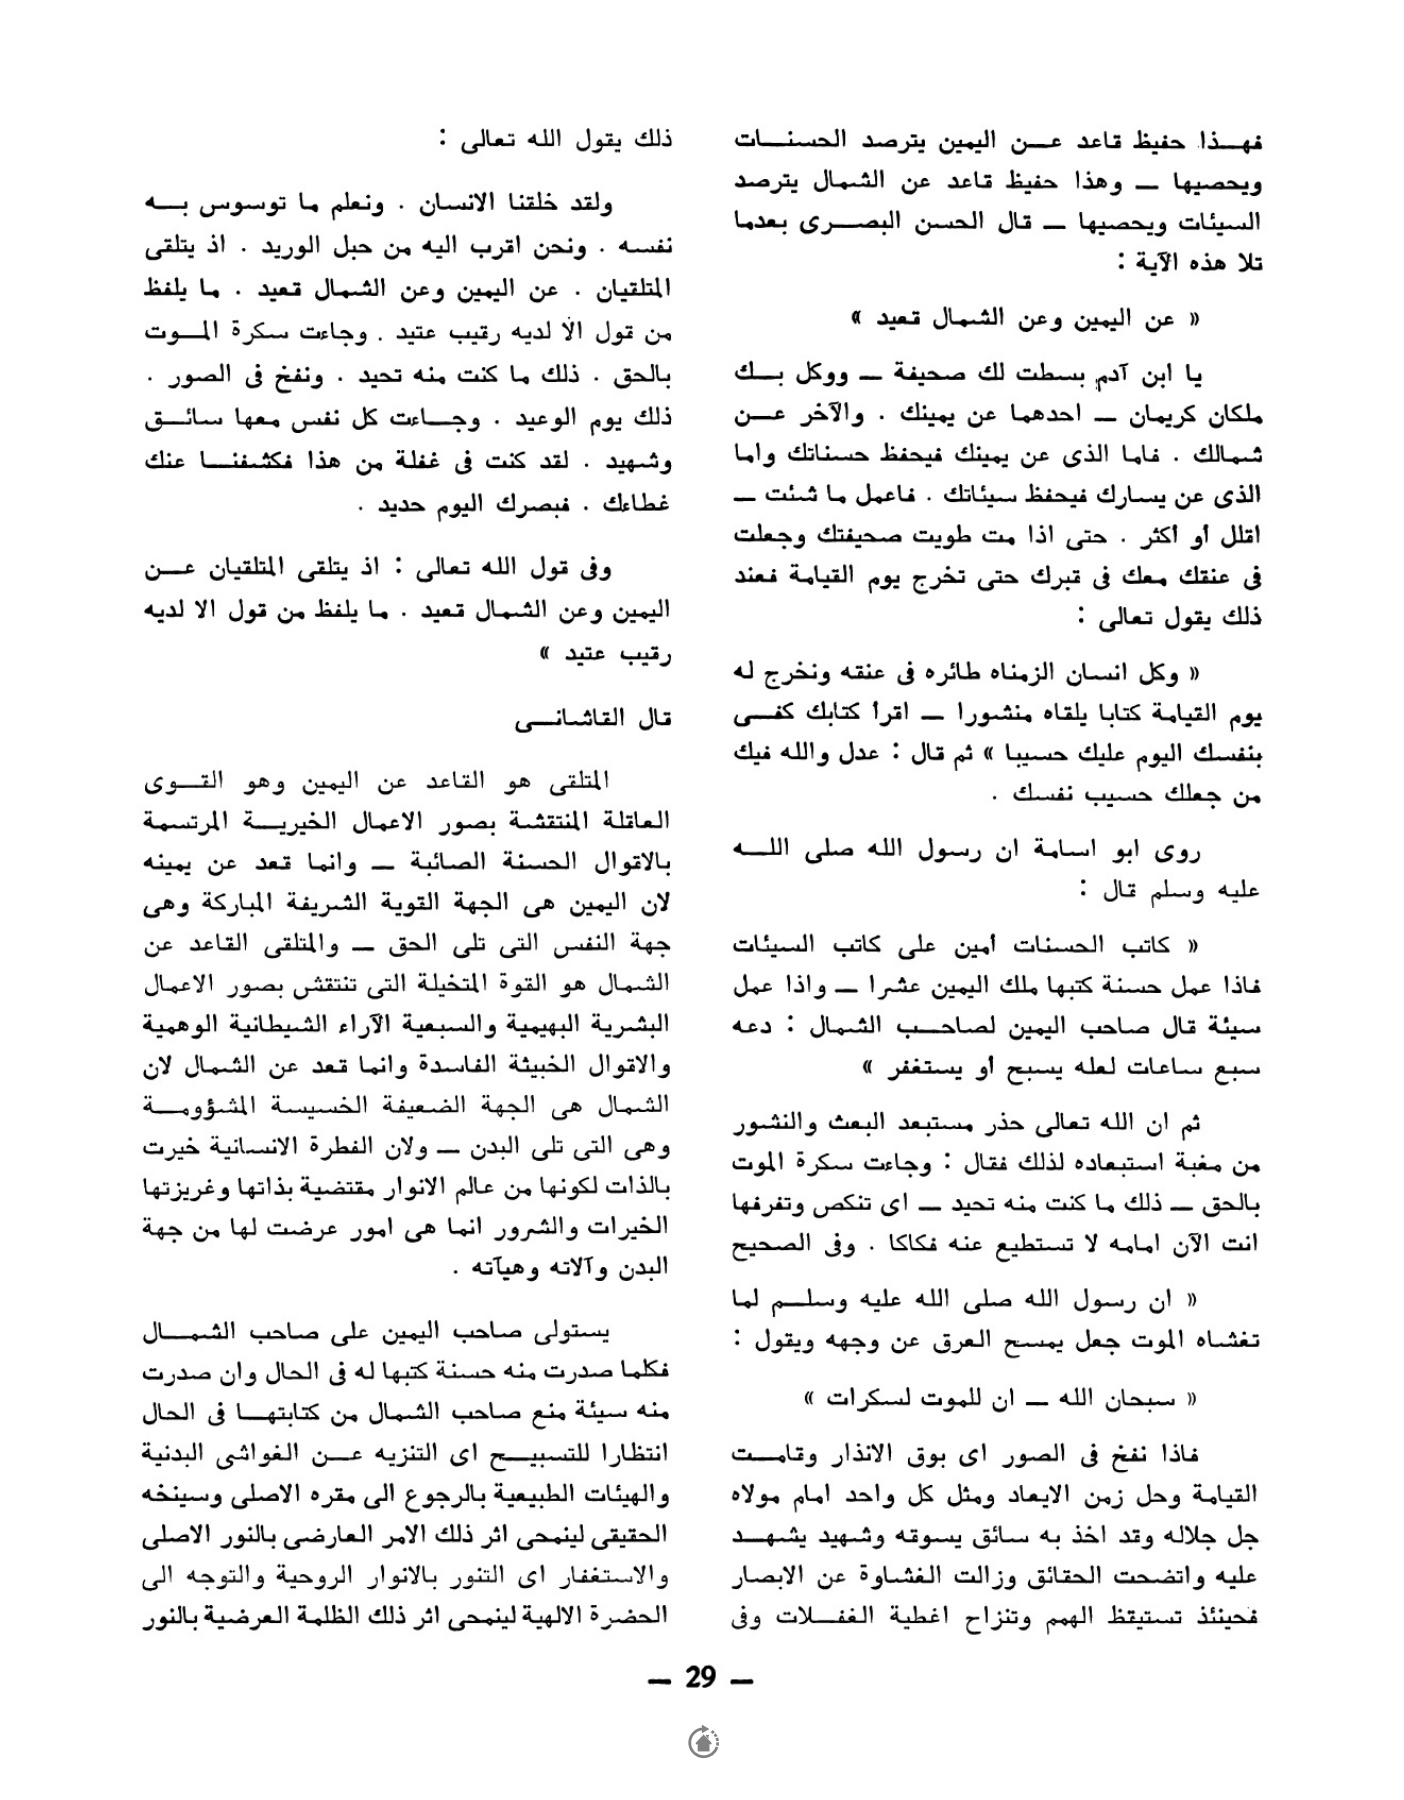 فهذا حفيظ قاعد عن اليمين يترصد الحسنات
ويحصيها — وهذا حفيظ قاعد عن الشمال يترصد
السيئات ويحصيها — قال الحسن البصرى بعدما
تلا هذه الآية :
« عن اليمين وعن الشمال قعيد »
يا ابن آدم بسطت لك صحيفة — ووكل بك
ملكان كريمان — احدهما عن يمينك . والآخر عن
شمالك . فاما الذى عن يمينك فيحفظ حسناتك واما
الذى عن يسارك فيحفظ سيئاتك . فاعمل ما شئت —
اقلل أو أكثر . حتى اذا مت طويت صحيفتك وجعلت
فى عنقك معك فى قبرك حتى تخرج يوم القيامة فعند
ذلك يقول تعالى :
« وكل انسان الزمناه طائره فى عنقه ونخرج له
يوم القيامة كتابا يلقاه منشورا — اقرأ كتابك كفى
بنفسك اليوم عليك حسيبا » ثم قال : عدل والله فيك
من جعلك حسيب نفسك .
روى ابو اسامة ان رسول الله صلى الله
عليه وسلم قال :
« كاتب الحسنات أمين على كاتب السيئات
فاذا عمل حسنة كتبها ملك اليمين عشرا — واذا عمل
سيئة قال صاحب اليمين لصاحب الشمال : دعه
سبع ساعات لعله يسبح أو يستغفر »
ثم ان الله تعالى حذر مستبعد البعث والنشور
من مغبة استبعاده لذلك فقال : وجاءت سكرة الموت
بالحق — ذلك ما كنت منه تحيد — اى تنكص وتفرفها
انت الآن امامه لا تستطيع عنه فكاكا . وفى الصحيح
« ان رسول الله صلى الله عليه وسلم لما
تغشاه الموت جعل يمسح العرق عن وجهه ويقول :
« سبحان الله — ان للموت لسكرات »
فاذا نفخ فى الصور اى بوق الانذار وقامت
القيامة وحل زمن الايعاد ومثل كل واحد امام مولاه
جل جلاله وقد اخذ به سائق يسوقه وشهيد يشهد
عليه واتضحت الحقائق وزالت الغشاوة عن الابصار
فحينئذ تستيقظ الهمم وتنزاح اغطية الغفلات وفى
ذلك يقول الله تعالى :
ولقد خلقنا الانسان . ونعلم ما توسوس به
نفسه . ونحن اقرب اليه من حبل الوريد . اذ يتلقى
المتلقيان . عن اليمين وعن الشمال قعيد . ما يلفظ
من قول الا لديه رقيب عتيد . وجاءت سكرة الموت
بالحق . ذلك ما كنت منه تحيد . ونفخ فى الصور .
ذلك يوم الوعيد . وجاءت كل نفس معها سائق
وشهيد . لقد كنت فى غفلة من هذا فكشفنا عنك
غطاءك . فبصرك اليوم حديد .
وفى قول الله تعالى : اذ يتلقى المتلقيان عن
اليمين وعن الشمال قعيد . ما يلفظ من قول الا لديه
رقيب عتيد »
قال القاشانى
المتلقى هو القاعد عن اليمين وهو القوى
العاقلة المنتقشة بصور الاعمال الخيرية المرتسمة
بالاقوال الحسنة الصائبة — وانما قعد عن يمينه
لان اليمين هى الجهة القوية الشريفة المباركة وهى
جهة النفس التى تلى الحق — والمتلقى القاعد عن
الشمال هو القوة المتخيلة التى تنتقش بصور الاعمال
البشرية البهيمية والسبعية الآراء الشيطانية الوهمية
والاقوال الخبيثة الفاسدة وانما قعد عن الشمال لان
الشمال هى الجهة الضعيفة الخسيسة المشؤومة
وهى التى تلى البدن — ولان الفطرة الانسانية خيرت
بالذات لكونها من عالم الانوار مقتضية بذاتها وغريزتها
الخيرات والشرور انما هى امور عرضت لها من جهة
البدن وآلاته وهيآته .
يستولى صاحب اليمين على صاحب الشمال
فكلما صدرت منه حسنة كتبها له فى الحال وان صدرت
منه سيئة منع صاحب الشمال من كتابتها فى الحال
انتظارا للتسبيح اى التنزيه عن الغواشى البدنية
والهيئات الطبيعية بالرجوع الى مقره الاصلى وسينخه
الحقيقى لينمحى اثر ذلك الامر العارضى بالنور الاصلى
والاستغفار اى التنور بالانوار الروحية والتوجه الى
الحضرة الالهية لينمحى اثر ذلك الظلمة العرضية بالنور
— 29 —